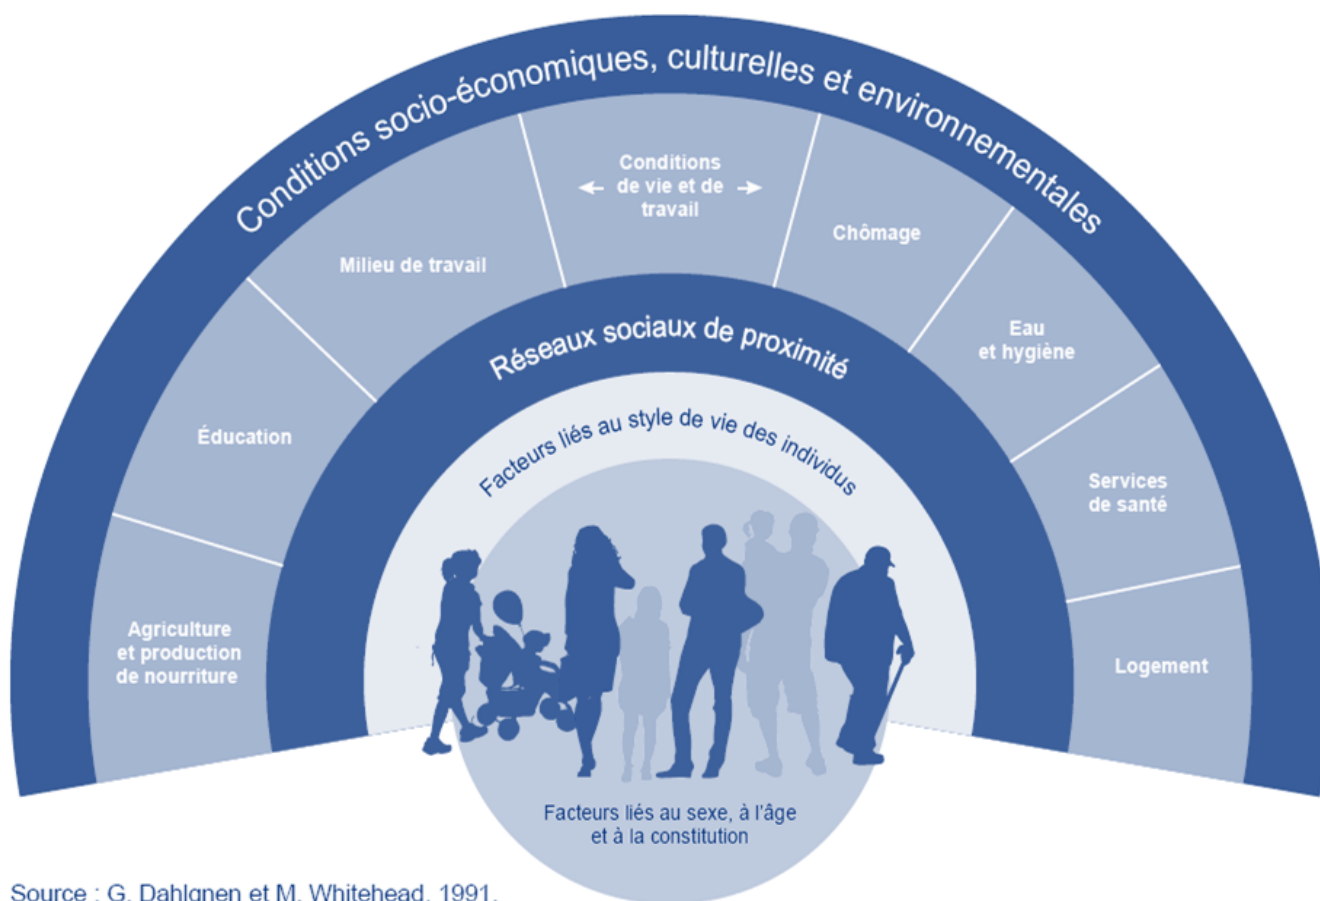 Conditions socio-économiques, culturelles et environnementales
Conditions
de vie et de
travail
Milieu de travail
Chômage
Éducation
Eau
et hygiène
Services
de santé
Agriculture
et production
de nourriture
Logement
Réseaux sociaux de proximité
Facteurs liés au style de vie des individus
Facteurs liés au sexe, à l'âge
et à la constitution
Source : G. Dahlgnen et M. Whitehead, 1991.